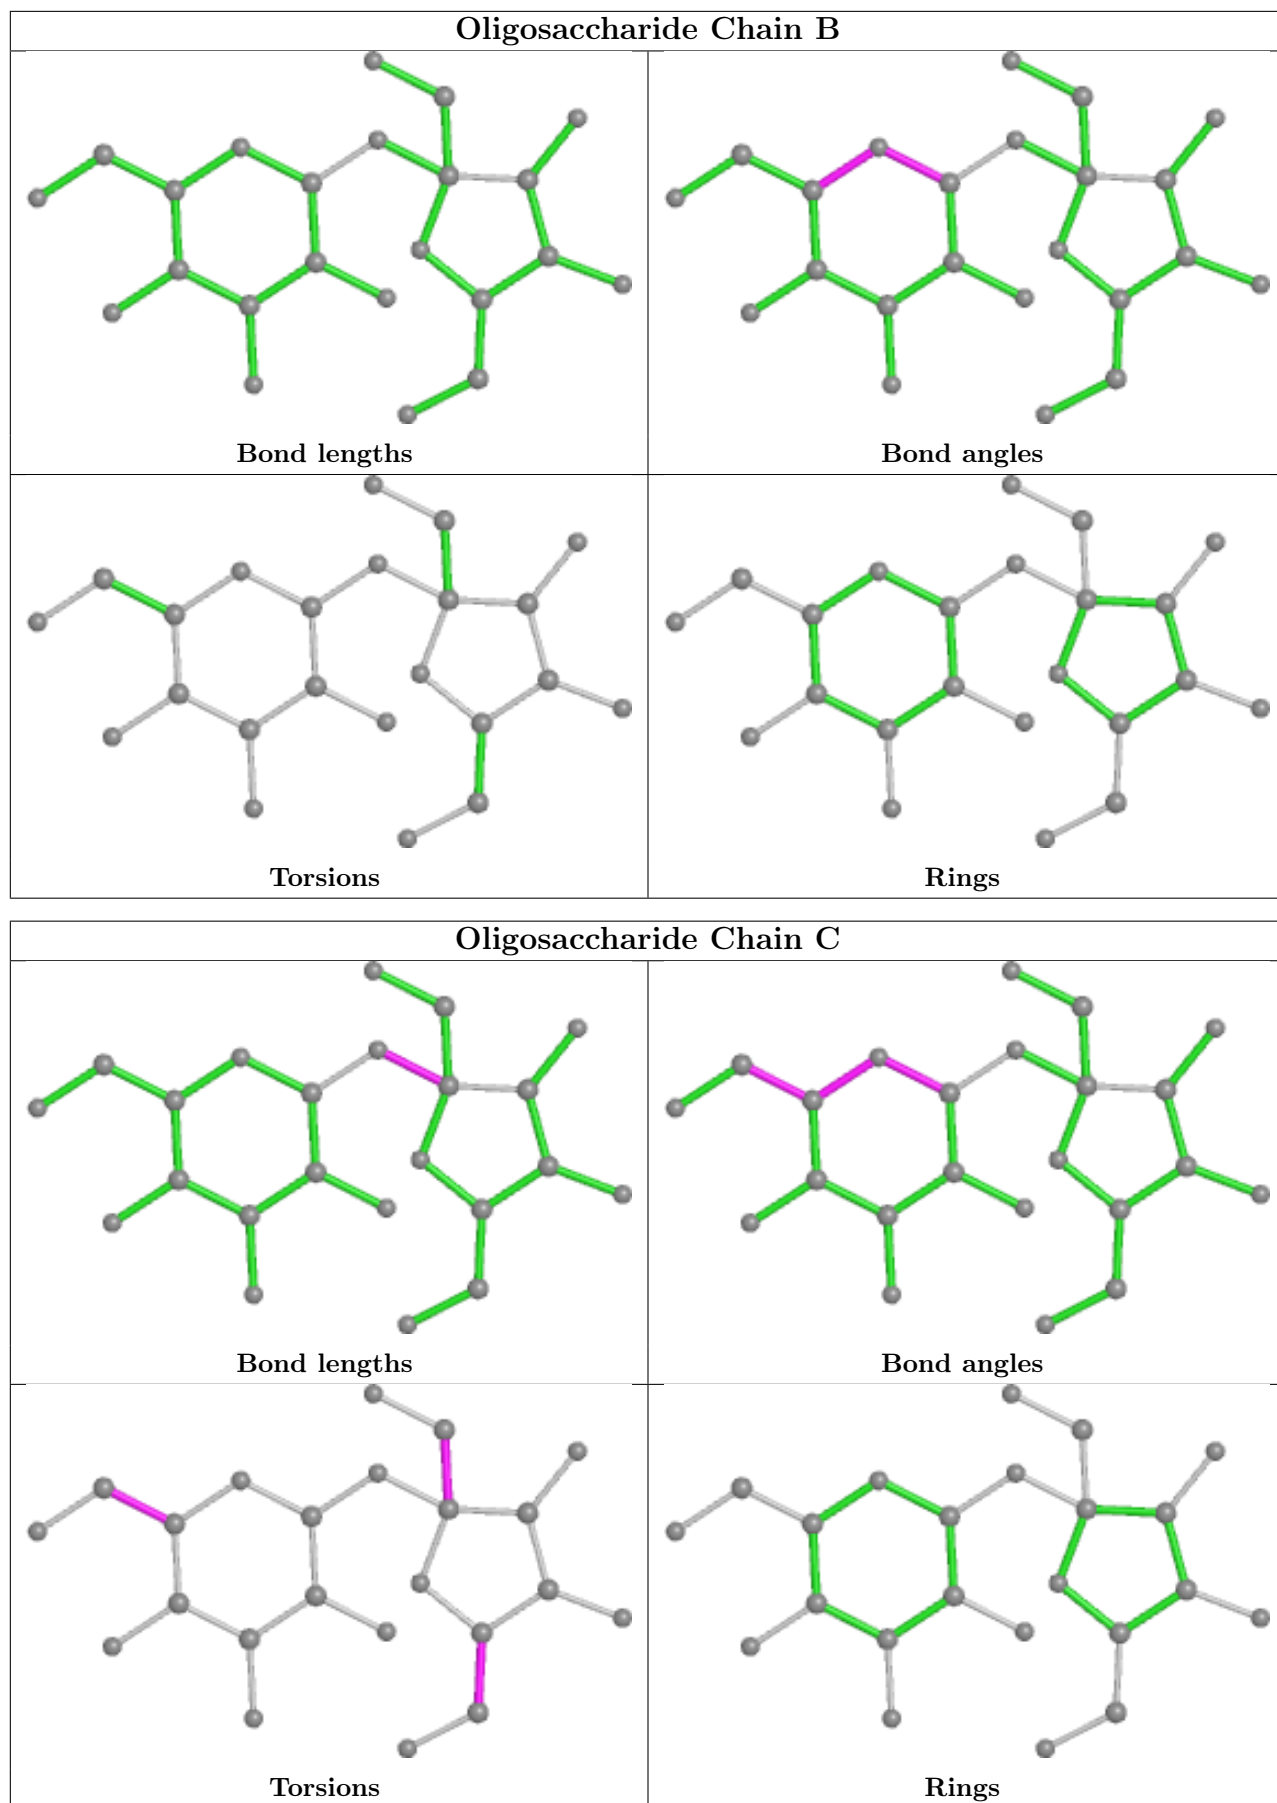 Oligosaccharide Chain B
Bond lengths
Bond angles
Torsions
Rings
Oligosaccharide Chain C
Bond lengths
Bond angles
Torsions
Rings